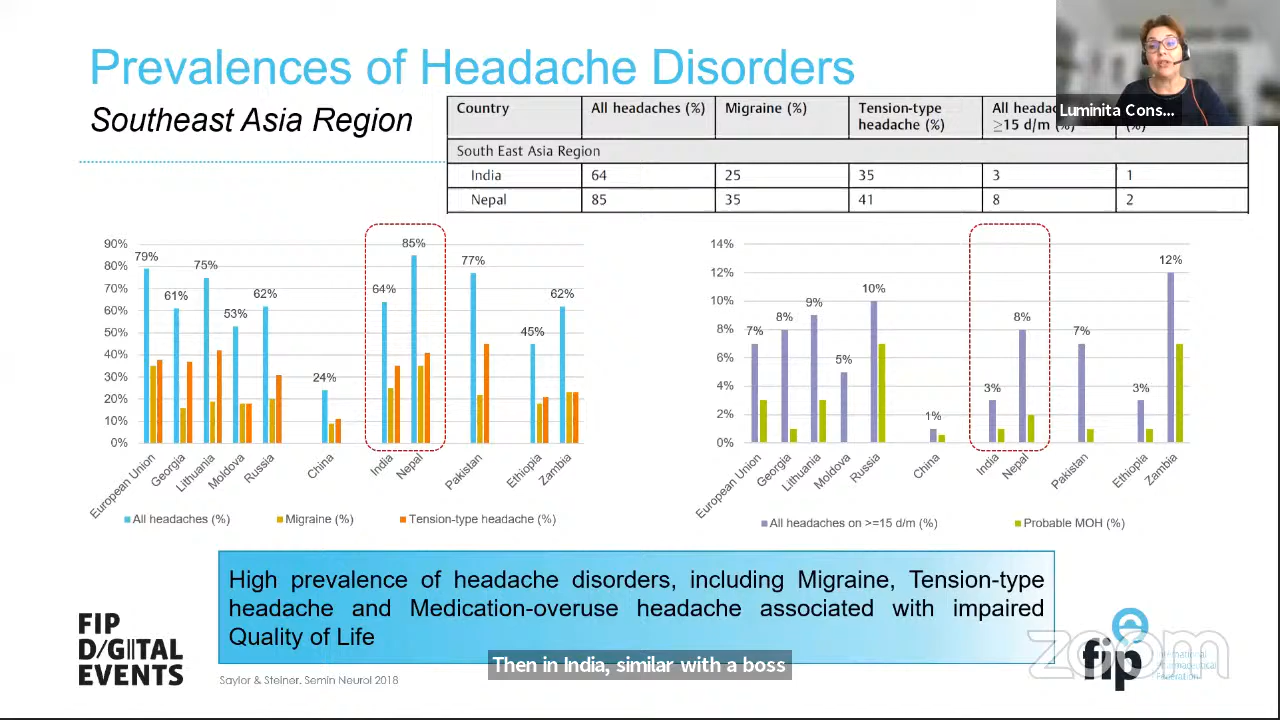 Prevalences of Headache Disorders
Southeast Asia Region
Luminita Cons...
Country All headaches (%) Migraine (%) Tension-type headache (%) All ≥15 d/m (%) (%)
South East Asia Region
India 64 25 35 3 1
Nepal 85 35 41 8 2
90%
80%
70%
60%
50%
40%
30%
20%
10%
0%
79%
61%
75%
53%
62%
24%
64%
85%
77%
45%
62%
European Union
Georgia
Lithuania
Moldova
Russia
China
India
Nepal
Pakistan
Ethiopia
Zambia
All headaches (%) Migraine (%) Tension-type headache (%)
14%
12%
10%
8%
6%
4%
2%
0%
7%
8%
9%
5%
10%
1%
3%
8%
7%
3%
12%
European Union
Georgia
Lithuania
Moldova
Russia
China
India
Nepal
Pakistan
Ethiopia
Zambia
All headaches on >=15 d/m (%) Probable MOH (%)
High prevalence of headache disorders, including Migraine, Tension-type
headache and Medication-overuse headache associated with impaired
Quality of Life
Then in India, similar with a boss
FIP
D/GITAL
EVENTS
Saylor & Steiner. Semin Neurol 2018
zoom
fip
International
Pharmaceutical
Federation